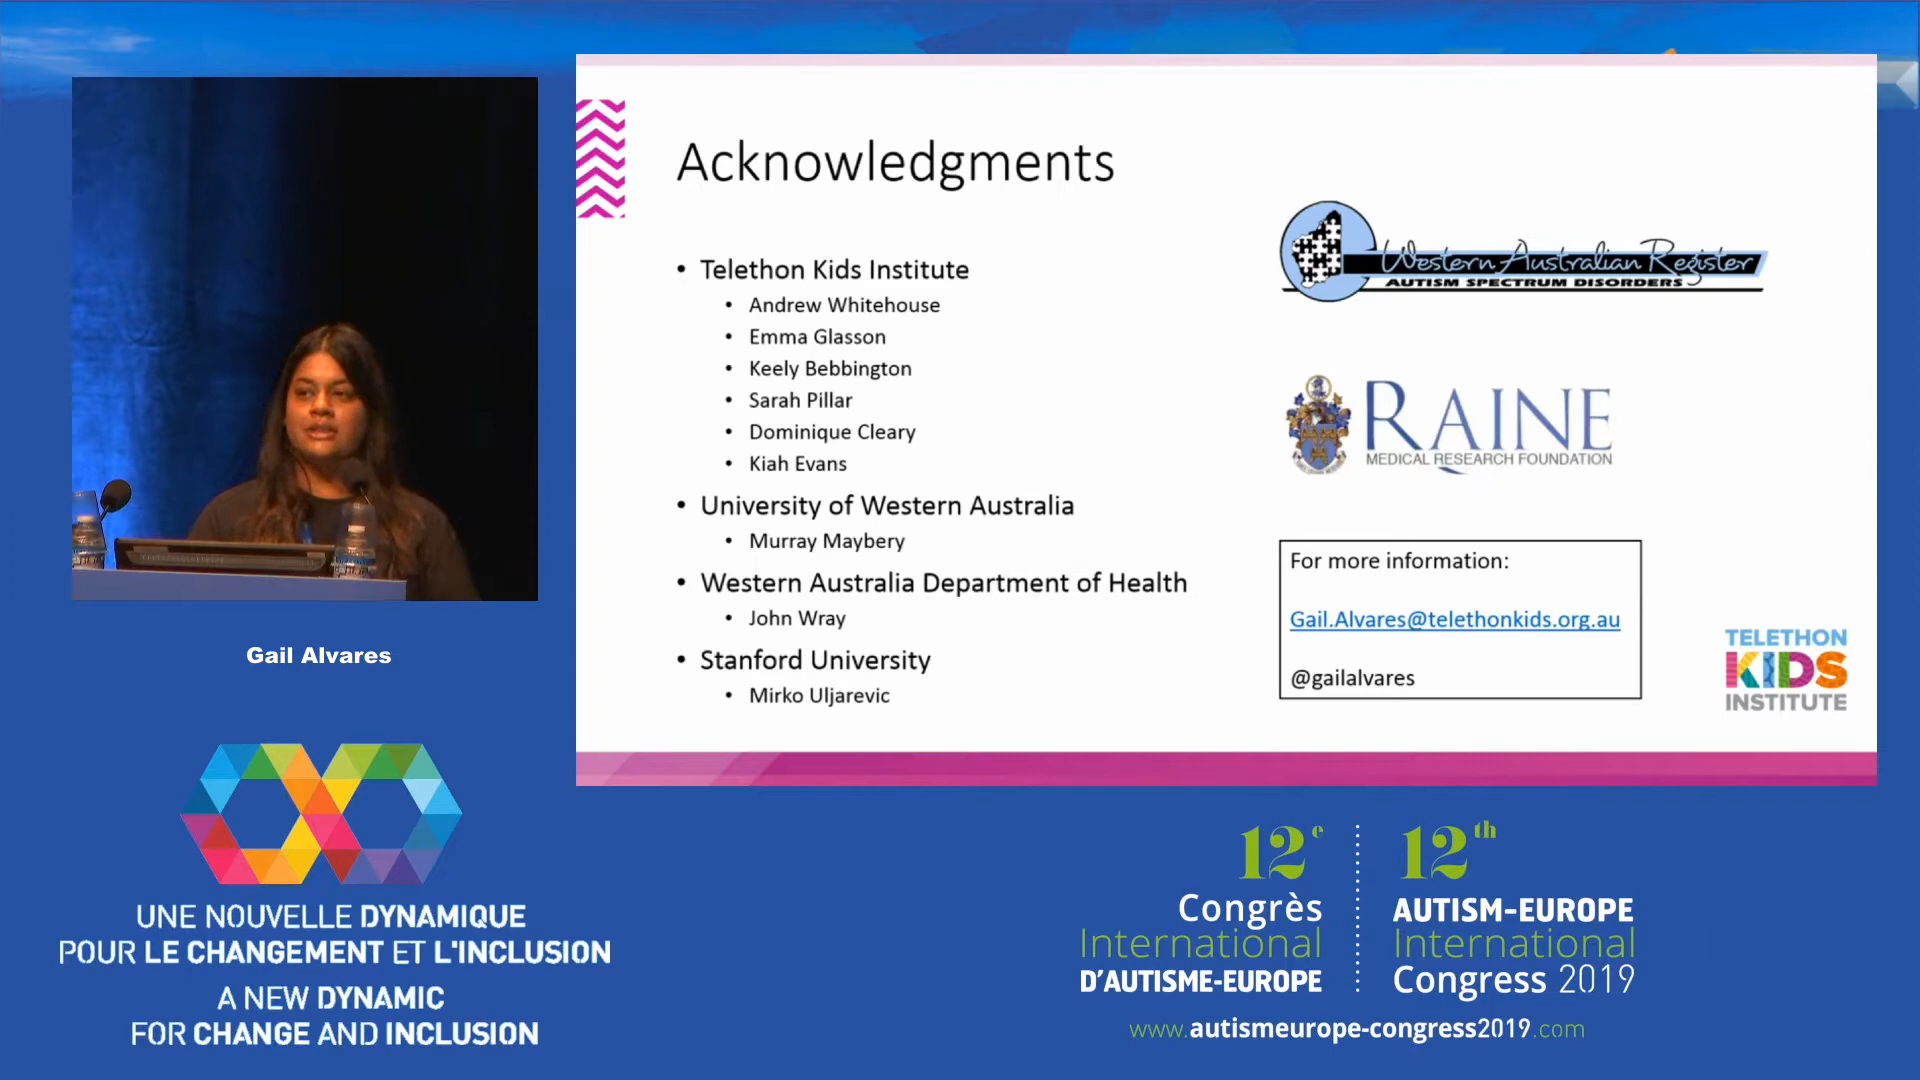 Acknowledgments
• Telethon Kids Institute
• Andrew Whitehouse
• Emma Glasson
• Keely Bebbington
• Sarah Pillar
• Dominique Cleary
• Kiah Evans
• University of Western Australia
• Murray Maybery
• Western Australia Department of Health
• John Wray
• Stanford University
• Mirko Uljarevic
Western Australian Register
AUTISM SPECTRUM DISORDERS
RAINE
MEDICAL RESEARCH FOUNDATION
For more information:
Gail.Alvares@telethonkids.org.au
@gailalvares
TELETHON
KIDS
INSTITUTE
Gail Alvares
UNE NOUVELLE DYNAMIQUE
POUR LE CHANGEMENT ET L'INCLUSION
A NEW DYNAMIC
FOR CHANGE AND INCLUSION
12e
Congrès
International
D'AUTISME-EUROPE
12th
AUTISM-EUROPE
International
Congress 2019
www.autismeurope-congress2019.com